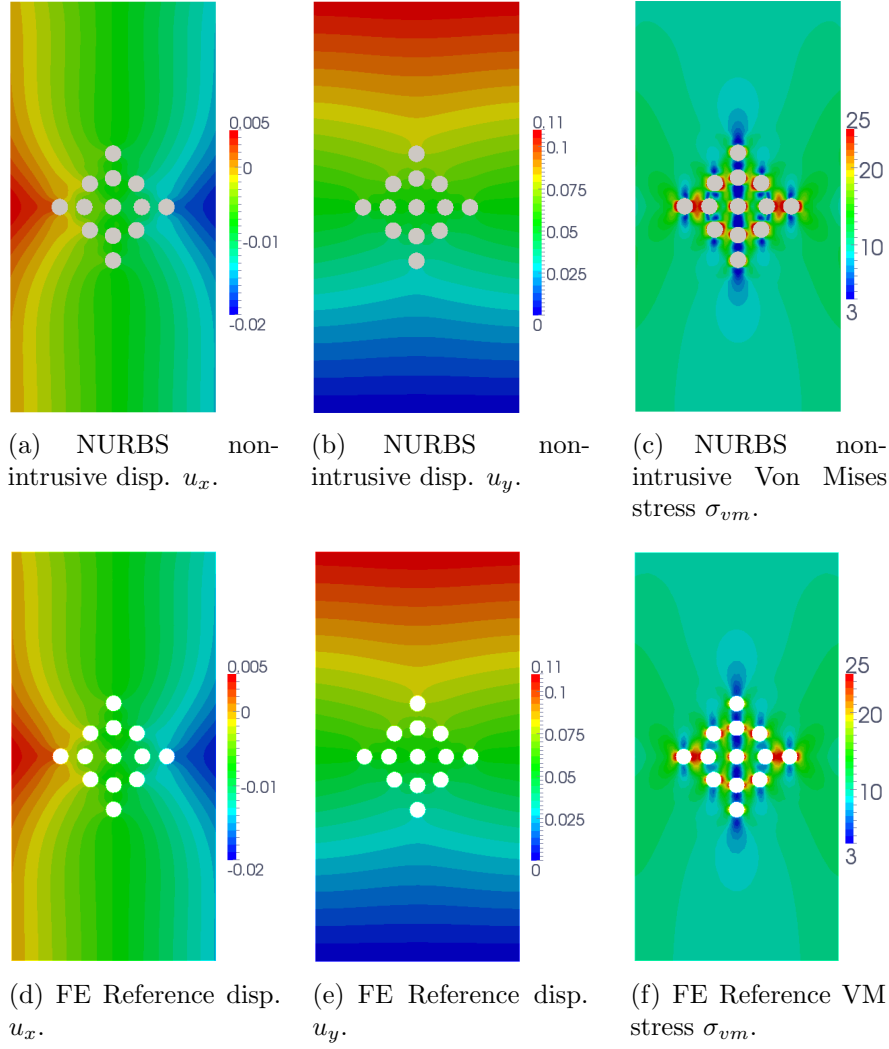 0,005
0
-0.01
-0.02
0,11
0.1
0.075
0.05
0.025
0
25
20
10
3
(a) NURBS non-
intrusive disp. u_x.
(b) NURBS non-
intrusive disp. u_y.
(c) NURBS non-
intrusive Von Mises
stress σ_{vm}.
0,005
0
-0.01
-0.02
0,11
0.1
0.075
0.05
0.025
0
25
20
10
3
(d) FE Reference disp.
u_x.
(e) FE Reference disp.
u_y.
(f) FE Reference VM
stress σ_{vm}.